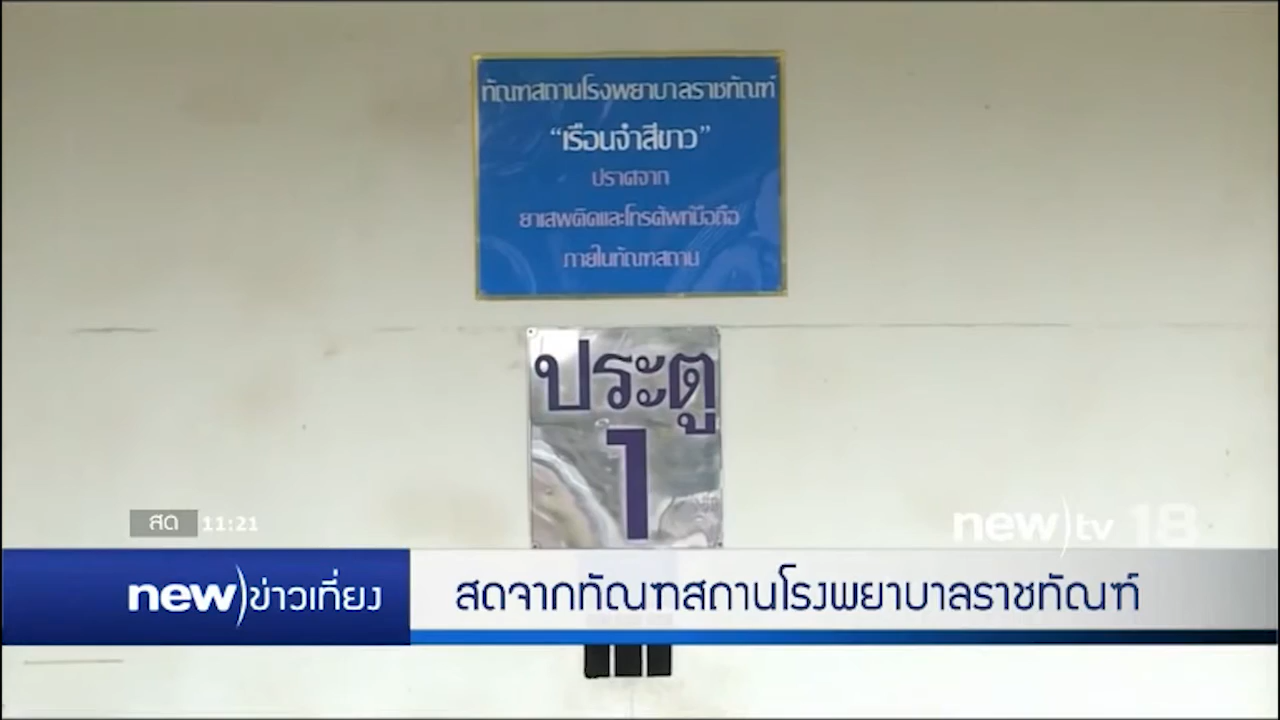 ทัณฑสถานโรงพยาบาลราชทัณฑ์
“เรือนจำสีขาว”
ปราศจาก
ยาเสพติดและโทรศัพท์มือถือ
ภายในทัณฑสถาน
ประตู
1
สด 11:21
new)tv 18
new)ข่าวเที่ยง
สดจากทัณฑสถานโรงพยาบาลราชทัณฑ์